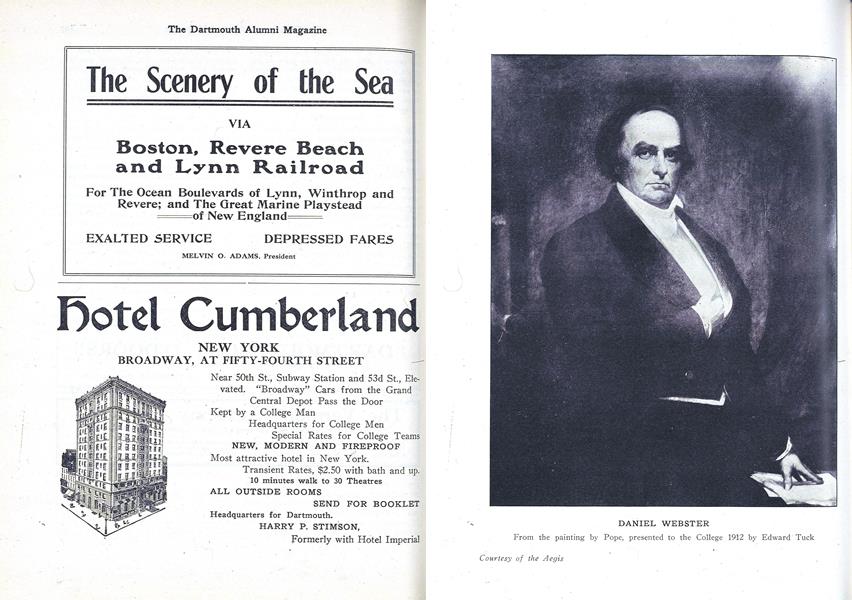 The Dartmouth Alumni Magazine
The Scenery of the Sea
VIA
Boston, Revere Beach
and Lynn Railroad
For The Ocean Boulevards of Lynn, Winthrop and
Revere; and The Great Marine Playstead
of New England
EXALTED SERVICE DEPRESSED FARES
MELVIN O. ADAMS. President
Hotel Cumberland
NEW YORK
BROADWAY, AT FIFTY-FOURTH STREET
Near 50th St., Subway Station and 53d St., Ele-
vated. "Broadway" Cars from the Grand
Central Depot Pass the Door
Kept by a College Man
Headquarters for College Men
Special Rates for College Teams
NEW, MODERN AND FIREPROOF
Most attractive hotel in New York.
Transient Rates, $2.50 with bath and up.
10 minutes walk to 30 Theatres
ALL OUTSIDE ROOMS
SEND FOR BOOKLET
Headquarters for Dartmouth.
HARRY P. STIMSON,
Formerly with Hotel Imperial
DANIEL WEBSTER
From the painting by Pope, presented to the College 1912 by Edward Tuck
Courtesy of the Aegis